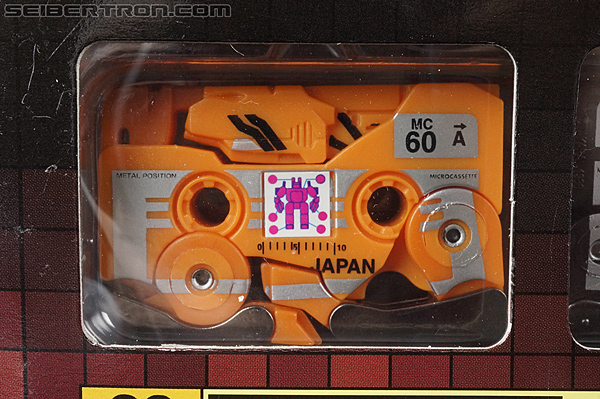 SEIBERTRON.COM
MC
60 → A
METAL POSITION
MICROCASSETTE
0 5 10
JAPAN